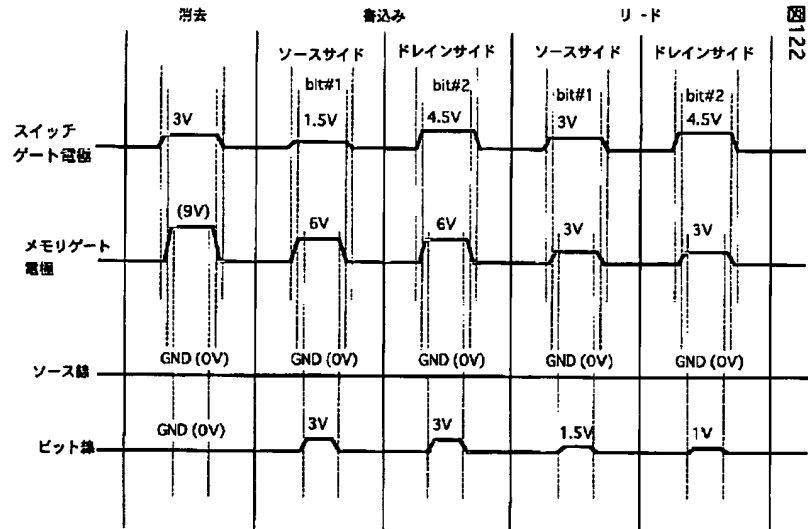 図122
消去 書込み リード
ソースサイド ドレインサイド ソースサイド ドレインサイド
bit#1 bit#2 bit#1 bit#2
スイッチ
ゲート電極
3V 1.5V 4.5V 3V 4.5V
メモリゲート
電極
(9V) 6V 6V 3V 3V
ソース線
GND (0V) GND (0V) GND (0V) GND (0V) GND (0V)
ビット線
GND (0V) 3V 3V 1.5V 1V